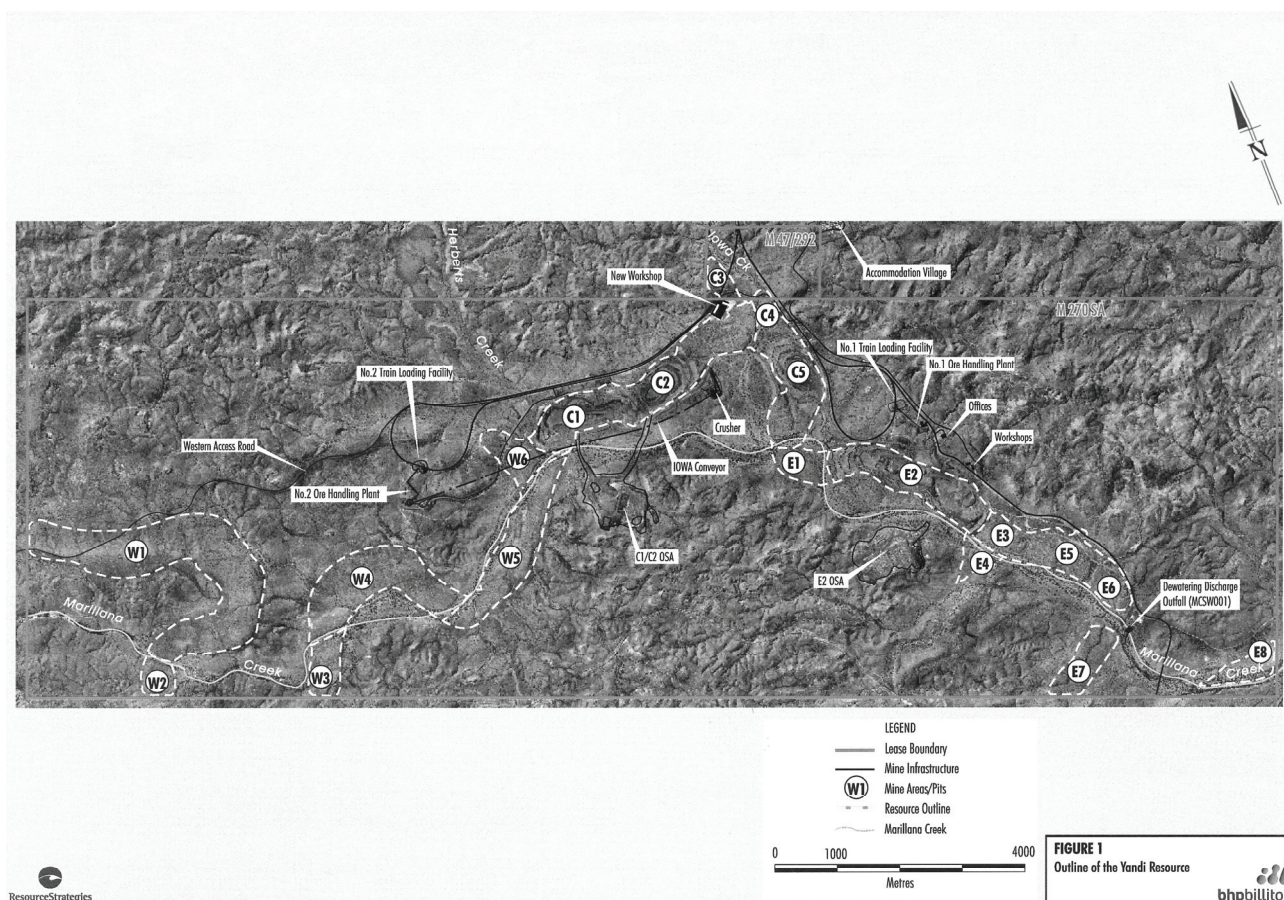 N
Herberts
Creek
Iowa Ck
M 47/292
Accommodation Village
New Workshop
C3
M 270SA
C4
No.1 Train Loading Facility
No.1 Ore Handling Plant
No.2 Train Loading Facility
C5
C2
Offices
C1
Crusher
Workshops
Western Access Road
W6
IOWA Conveyor
E1
E2
No.2 Ore Handling Plant
W1
W5
C1/C2 OSA
E3
E5
W4
E2 OSA
E4
E6
Dewatering Discharge
Outfall (MCSW001)
Marillana
Creek
W2
W3
E7
Marillana
Creek
E8
LEGEND
Lease Boundary
Mine Infrastructure
W1
Mine Areas/Pits
Resource Outline
Marillana Creek
0
1000
4000
Metres
FIGURE 1
Outline of the Yandi Resource
ResourceStrategies
bhpbillito